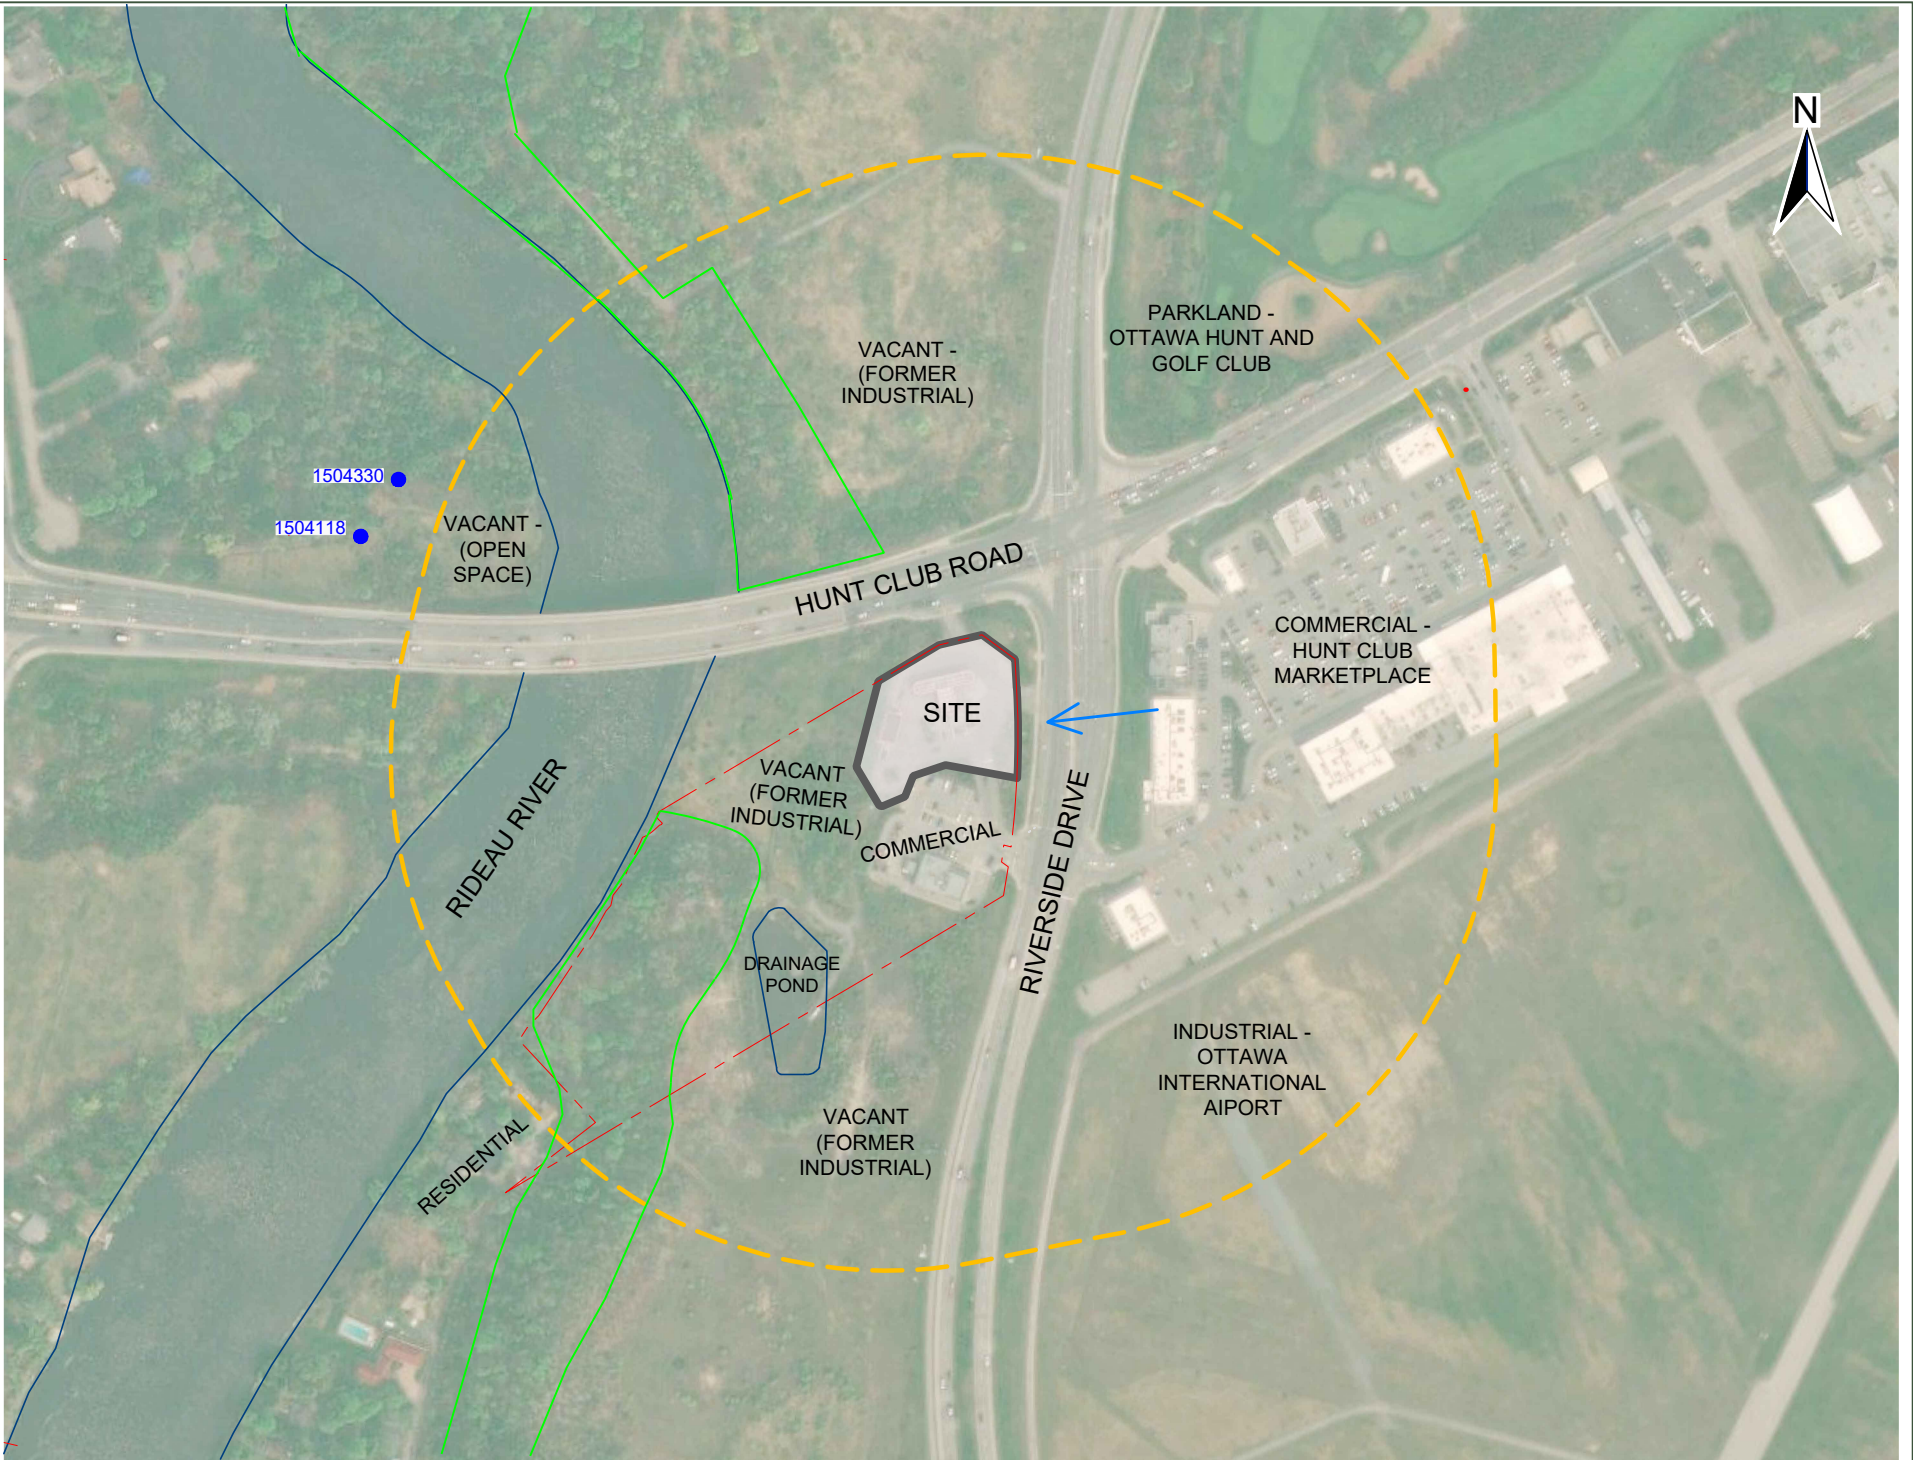 N
PARKLAND -
OTTAWA HUNT AND
GOLF CLUB
VACANT -
(FORMER
INDUSTRIAL)
1504330
1504118
VACANT -
(OPEN
SPACE)
HUNT CLUB ROAD
COMMERCIAL -
HUNT CLUB
MARKETPLACE
SITE
VACANT
(FORMER
INDUSTRIAL)
COMMERCIAL
RIDEAU RIVER
RIVERSIDE DRIVE
DRAINAGE
POND
INDUSTRIAL -
OTTAWA
INTERNATIONAL
AIPORT
VACANT
(FORMER
INDUSTRIAL)
RESIDENTIAL